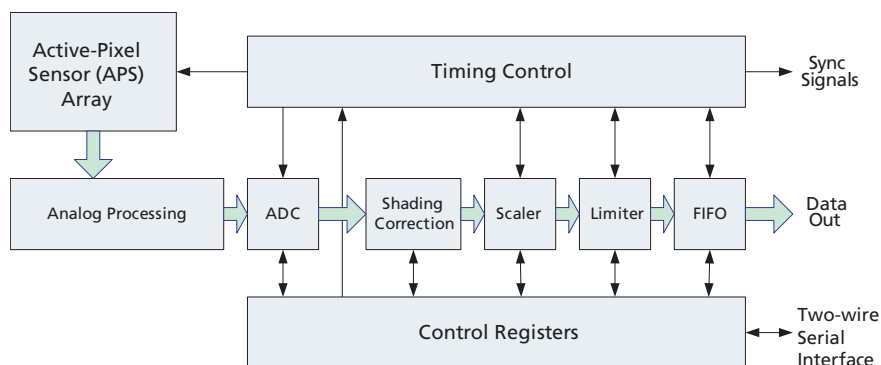 Active-Pixel
Sensor (APS)
Array
Timing Control
Sync
Signals
Analog Processing
ADC
Shading
Correction
Scaler
Limiter
FIFO
Data
Out
Control Registers
Two-wire
Serial
Interface